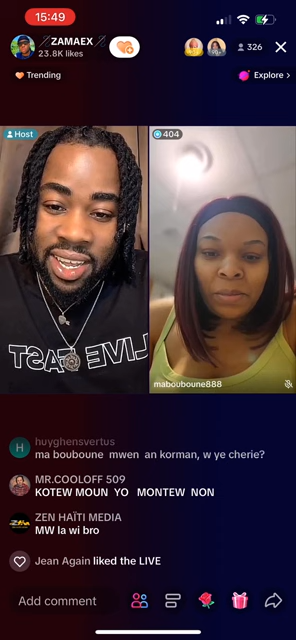 15:49
ZAMAEX
23.8K likes
326
Trending
Explore >
Host
404
LIVE EAST
mabouboune888
H huyghensvertus
ma bouboune mwen an korman, w ye cherie?
MR.COOLOFF 509
KOTEW MOUN YO MONTEW NON
ZEN HAÏTI MEDIA
MW la wi bro
Jean Again liked the LIVE
Add comment